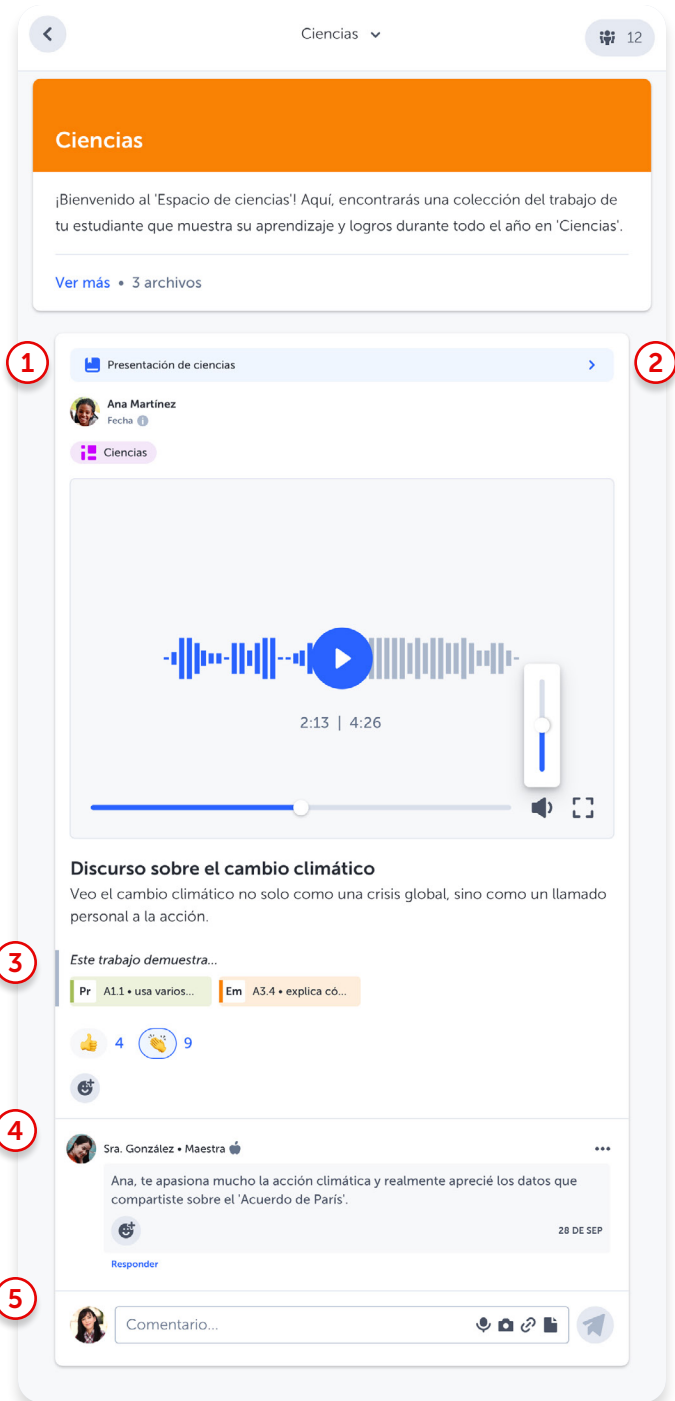 Ciencias
12
Ciencias
¡Bienvenido al 'Espacio de ciencias'! Aquí, encontrarás una colección del trabajo de
tu estudiante que muestra su aprendizaje y logros durante todo el año en 'Ciencias'.
Ver más • 3 archivos
1
Presentación de ciencias
2
Ana Martínez
Fecha
Ciencias
2:13 | 4:26
Discurso sobre el cambio climático
Veo el cambio climático no solo como una crisis global, sino como un llamado
personal a la acción.
3
Este trabajo demuestra...
Pr A1.1 • usa varios... Em A3.4 • explica có...
4 9
4
Sra. González • Maestra
Ana, te apasiona mucho la acción climática y realmente aprecié los datos que
compartiste sobre el 'Acuerdo de París'.
28 DE SEP
Responder
5
Comentario...